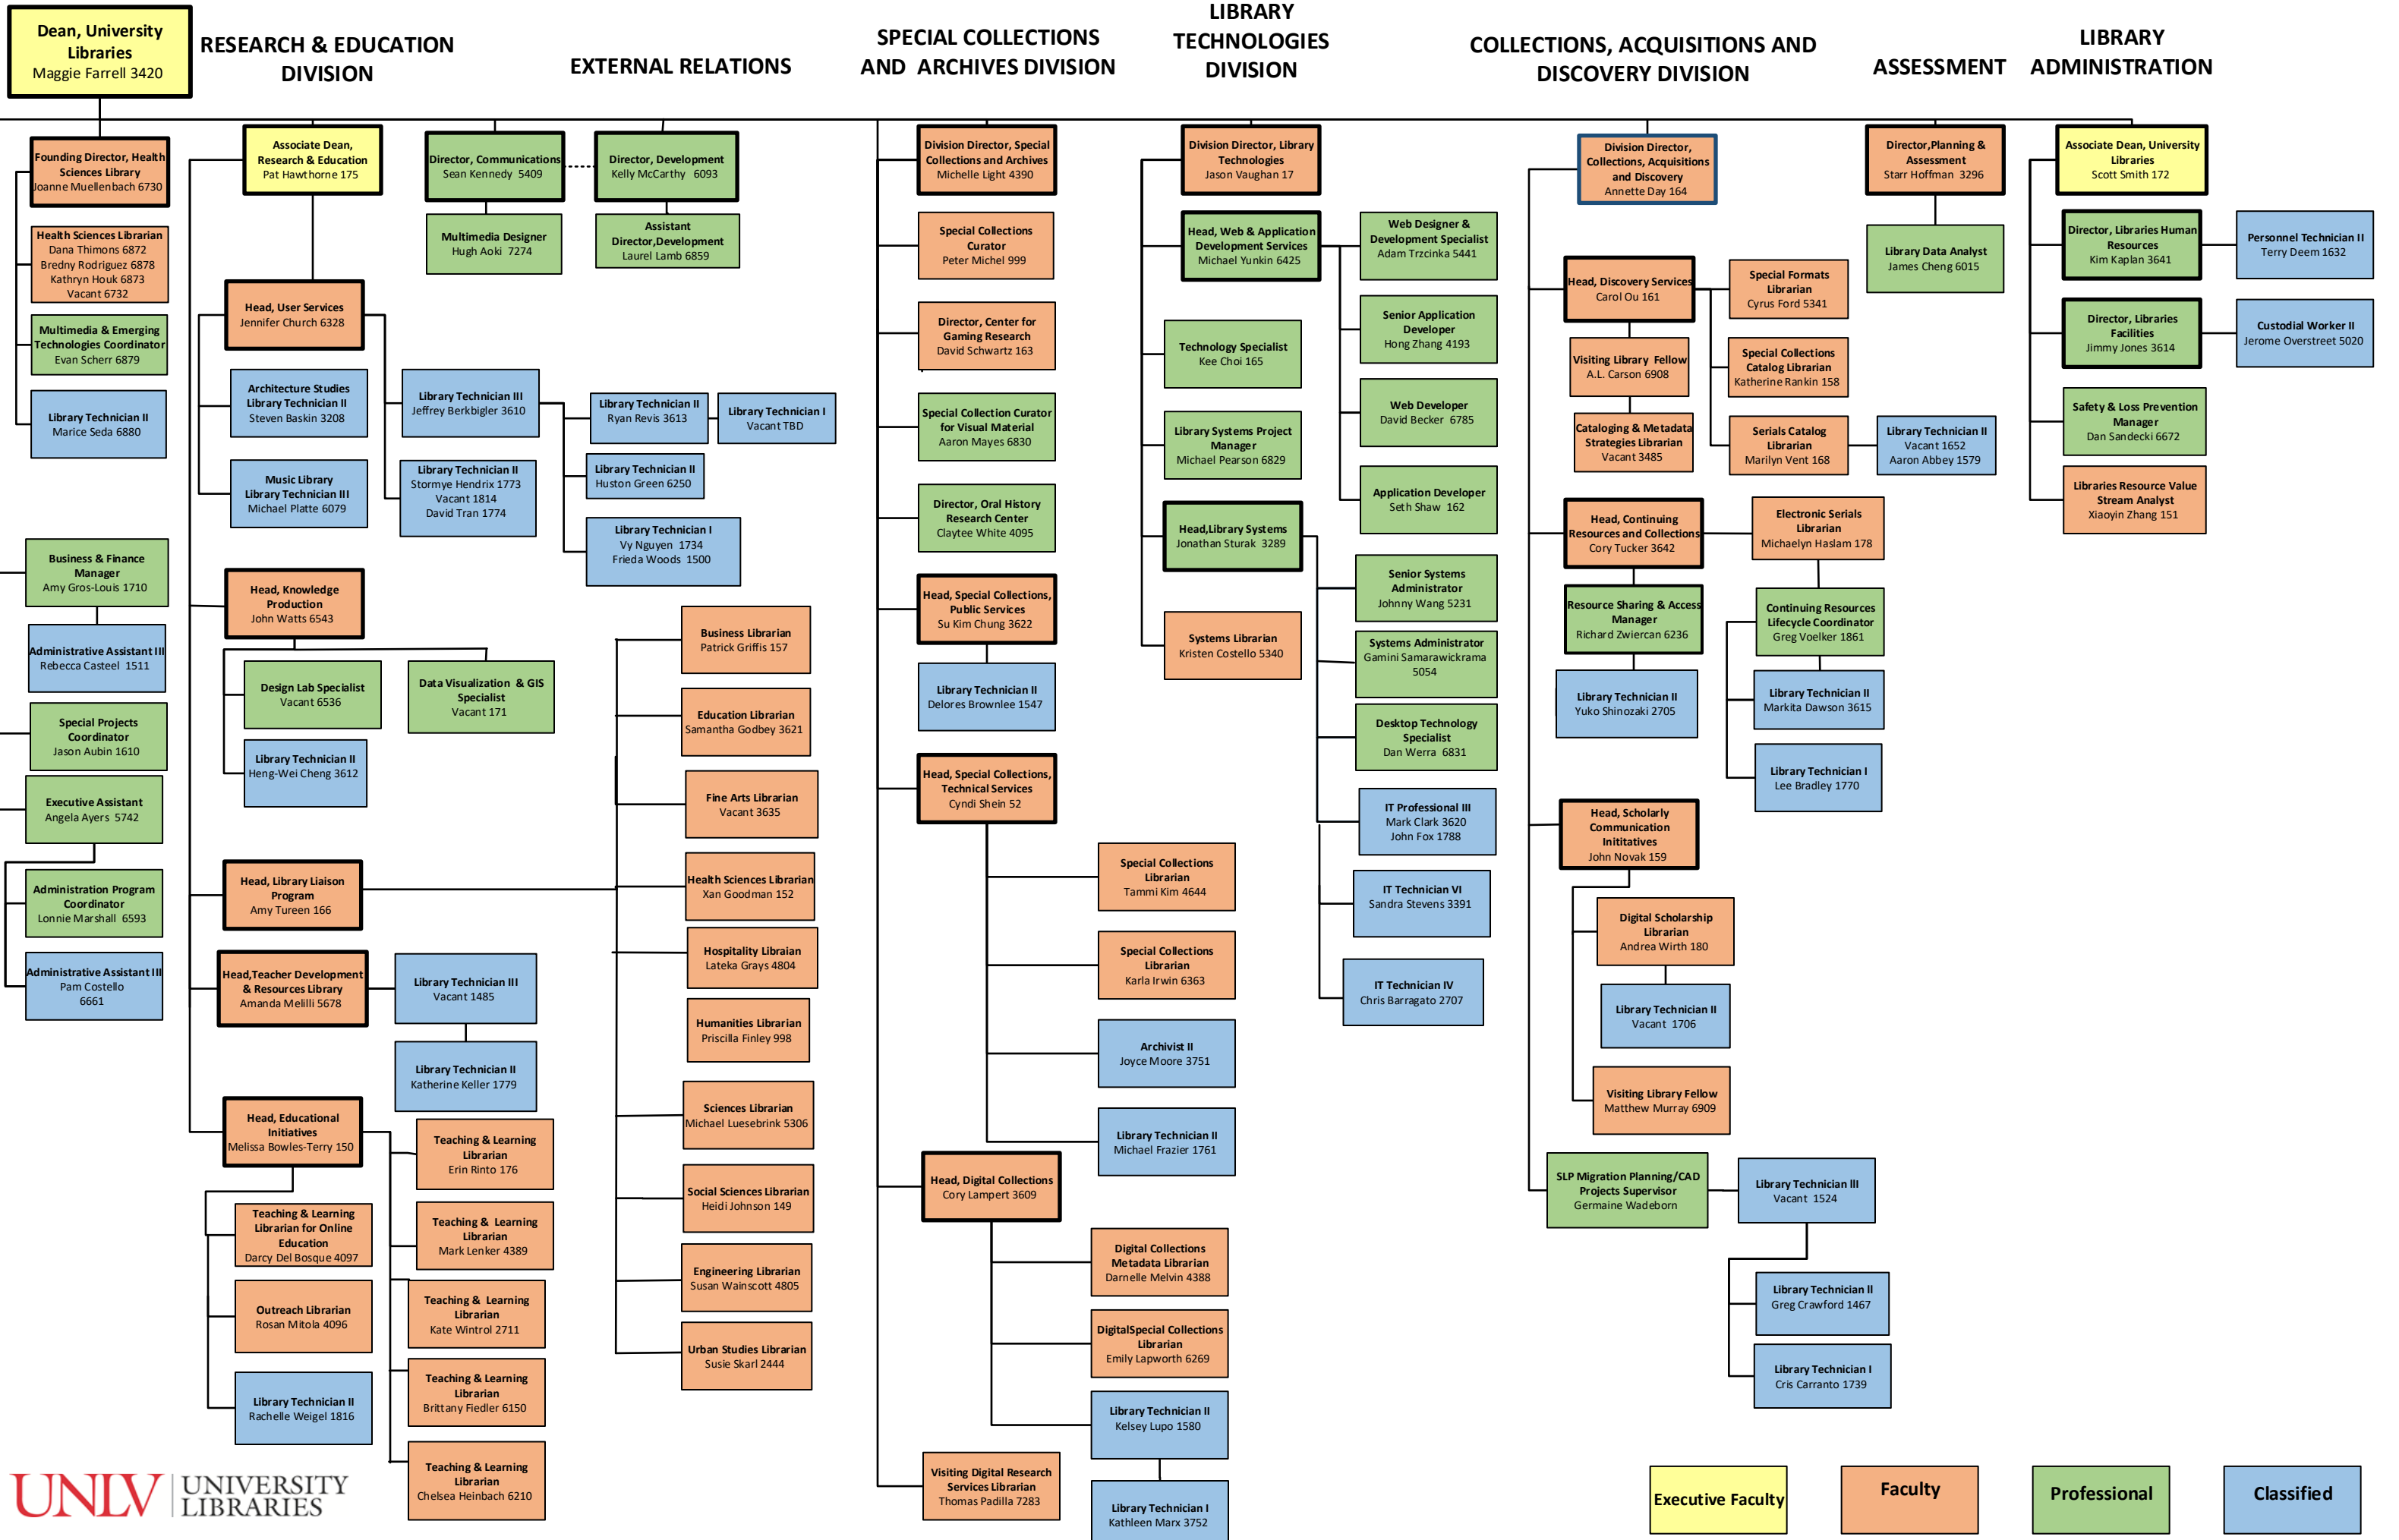 Dean, University
Libraries
Maggie Farrell 3420
RESEARCH & EDUCATION
DIVISION
EXTERNAL RELATIONS
SPECIAL COLLECTIONS
AND ARCHIVES DIVISION
LIBRARY
TECHNOLOGIES
DIVISION
COLLECTIONS, ACQUISITIONS AND
DISCOVERY DIVISION
ASSESSMENT
LIBRARY
ADMINISTRATION
Founding Director, Health
Sciences Library
Joanne Muellenbach 6730
Health Sciences Librarian
Dana Thimons 6872
Bredny Rodriguez 6878
Kathryn Houk 6873
Vacant 6732
Multimedia & Emerging
Technologies Coordinator
Evan Scherr 6879
Library Technician II
Marice Seda 6880
Business & Finance
Manager
Amy Gros-Louis 1710
Administrative Assistant III
Rebecca Casteel 1511
Special Projects
Coordinator
Jason Aubin 1610
Executive Assistant
Angela Ayers 5742
Administration Program
Coordinator
Lonnie Marshall 6593
Administrative Assistant III
Pam Costello
6661
Associate Dean,
Research & Education
Pat Hawthorne 175
Head, User Services
Jennifer Church 6328
Architecture Studies
Library Technician II
Steven Baskin 3208
Music Library
Library Technician III
Michael Platte 6079
Library Technician III
Jeffrey Berkbigler 3610
Library Technician II
Stormye Hendrix 1773
Vacant 1814
David Tran 1774
Library Technician II
Ryan Revis 3613
Library Technician I
Vacant TBD
Library Technician II
Huston Green 6250
Library Technician I
Vy Nguyen 1734
Frieda Woods 1500
Head, Knowledge
Production
John Watts 6543
Design Lab Specialist
Vacant 6536
Data Visualization & GIS
Specialist
Vacant 171
Library Technician II
Heng-Wei Cheng 3612
Head, Library Liaison
Program
Amy Tureen 166
Head,Teacher Development
& Resources Library
Amanda Melilli 5678
Library Technician III
Vacant 1485
Library Technician II
Katherine Keller 1779
Head, Educational
Initiatives
Melissa Bowles-Terry 150
Teaching & Learning
Librarian for Online
Education
Darcy Del Bosque 4097
Outreach Librarian
Rosan Mitola 4096
Library Technician II
Rachelle Weigel 1816
Teaching & Learning
Librarian
Erin Rinto 176
Teaching & Learning
Librarian
Mark Lenker 4389
Teaching & Learning
Librarian
Kate Wintrol 2711
Teaching & Learning
Librarian
Brittany Fiedler 6150
Teaching & Learning
Librarian
Chelsea Heinbach 6210
Director, Communications
Sean Kennedy 5409
Multimedia Designer
Hugh Aoki 7274
Director, Development
Kelly McCarthy 6093
Assistant
Director,Development
Laurel Lamb 6859
Business Librarian
Patrick Griffis 157
Education Librarian
Samantha Godbey 3621
Fine Arts Librarian
Vacant 3635
Health Sciences Librarian
Xan Goodman 152
Hospitality Libraian
Lateka Grays 4804
Humanities Librarian
Priscilla Finley 998
Sciences Librarian
Michael Luesebrink 5306
Social Sciences Librarian
Heidi Johnson 149
Engineering Librarian
Susan Wainscott 4805
Urban Studies Librarian
Susie Skarl 2444
Division Director, Special
Collections and Archives
Michelle Light 4390
Special Collections
Curator
Peter Michel 999
Director, Center for
Gaming Research
David Schwartz 163
Special Collection Curator
for Visual Material
Aaron Mayes 6830
Director, Oral History
Research Center
Claytee White 4095
Head, Special Collections,
Public Services
Su Kim Chung 3622
Library Technician II
Delores Brownlee 1547
Head, Special Collections,
Technical Services
Cyndi Shein 52
Special Collections
Librarian
Tammi Kim 4644
Special Collections
Librarian
Karla Irwin 6363
Archivist II
Joyce Moore 3751
Library Technician II
Michael Frazier 1761
Head, Digital Collections
Cory Lampert 3609
Digital Collections
Metadata Librarian
Darnelle Melvin 4388
DigitalSpecial Collections
Librarian
Emily Lapworth 6269
Library Technician II
Kelsey Lupo 1580
Library Technician I
Kathleen Marx 3752
Visiting Digital Research
Services Librarian
Thomas Padilla 7283
Division Director, Library
Technologies
Jason Vaughan 17
Head, Web & Application
Development Services
Michael Yunkin 6425
Technology Specialist
Kee Choi 165
Library Systems Project
Manager
Michael Pearson 6829
Head,Library Systems
Jonathan Sturak 3289
Systems Librarian
Kristen Costello 5340
Web Designer &
Development Specialist
Adam Trzcinka 5441
Senior Application
Developer
Hong Zhang 4193
Web Developer
David Becker 6785
Application Developer
Seth Shaw 162
Senior Systems
Administrator
Johnny Wang 5231
Systems Administrator
Gamini Samarawickrama
5054
Desktop Technology
Specialist
Dan Werra 6831
IT Professional III
Mark Clark 3620
John Fox 1788
IT Technician VI
Sandra Stevens 3391
IT Technician IV
Chris Barragato 2707
Division Director,
Collections, Acquisitions
and Discovery
Annette Day 164
Head, Discovery Services
Carol Ou 161
Visiting Library Fellow
A.L. Carson 6908
Cataloging & Metadata
Strategies Librarian
Vacant 3485
Special Formats
Librarian
Cyrus Ford 5341
Special Collections
Catalog Librarian
Katherine Rankin 158
Serials Catalog
Librarian
Marilyn Vent 168
Library Technician II
Vacant 1652
Aaron Abbey 1579
Head, Continuing
Resources and Collections
Cory Tucker 3642
Electronic Serials
Librarian
Michaelyn Haslam 178
Resource Sharing & Access
Manager
Richard Zwiercan 6236
Library Technician II
Yuko Shinozaki 2705
Continuing Resources
Lifecycle Coordinator
Greg Voelker 1861
Library Technician II
Markita Dawson 3615
Library Technician I
Lee Bradley 1770
Head, Scholarly
Communication
Inititatives
John Novak 159
Digital Scholarship
Librarian
Andrea Wirth 180
Library Technician II
Vacant 1706
Visiting Library Fellow
Matthew Murray 6909
SLP Migration Planning/CAD
Projects Supervisor
Germaine Wadeborn
Library Technician lII
Vacant 1524
Library Technician ll
Greg Crawford 1467
Library Technician I
Cris Carranto 1739
Director,Planning &
Assessment
Starr Hoffman 3296
Library Data Analyst
James Cheng 6015
Associate Dean, University
Libraries
Scott Smith 172
Director, Libraries Human
Resources
Kim Kaplan 3641
Personnel Technician II
Terry Deem 1632
Director, Libraries
Facilities
Jimmy Jones 3614
Custodial Worker II
Jerome Overstreet 5020
Safety & Loss Prevention
Manager
Dan Sandecki 6672
Libraries Resource Value
Stream Analyst
Xiaoyin Zhang 151
UNLV UNIVERSITY
LIBRARIES
Executive Faculty
Faculty
Professional
Classified